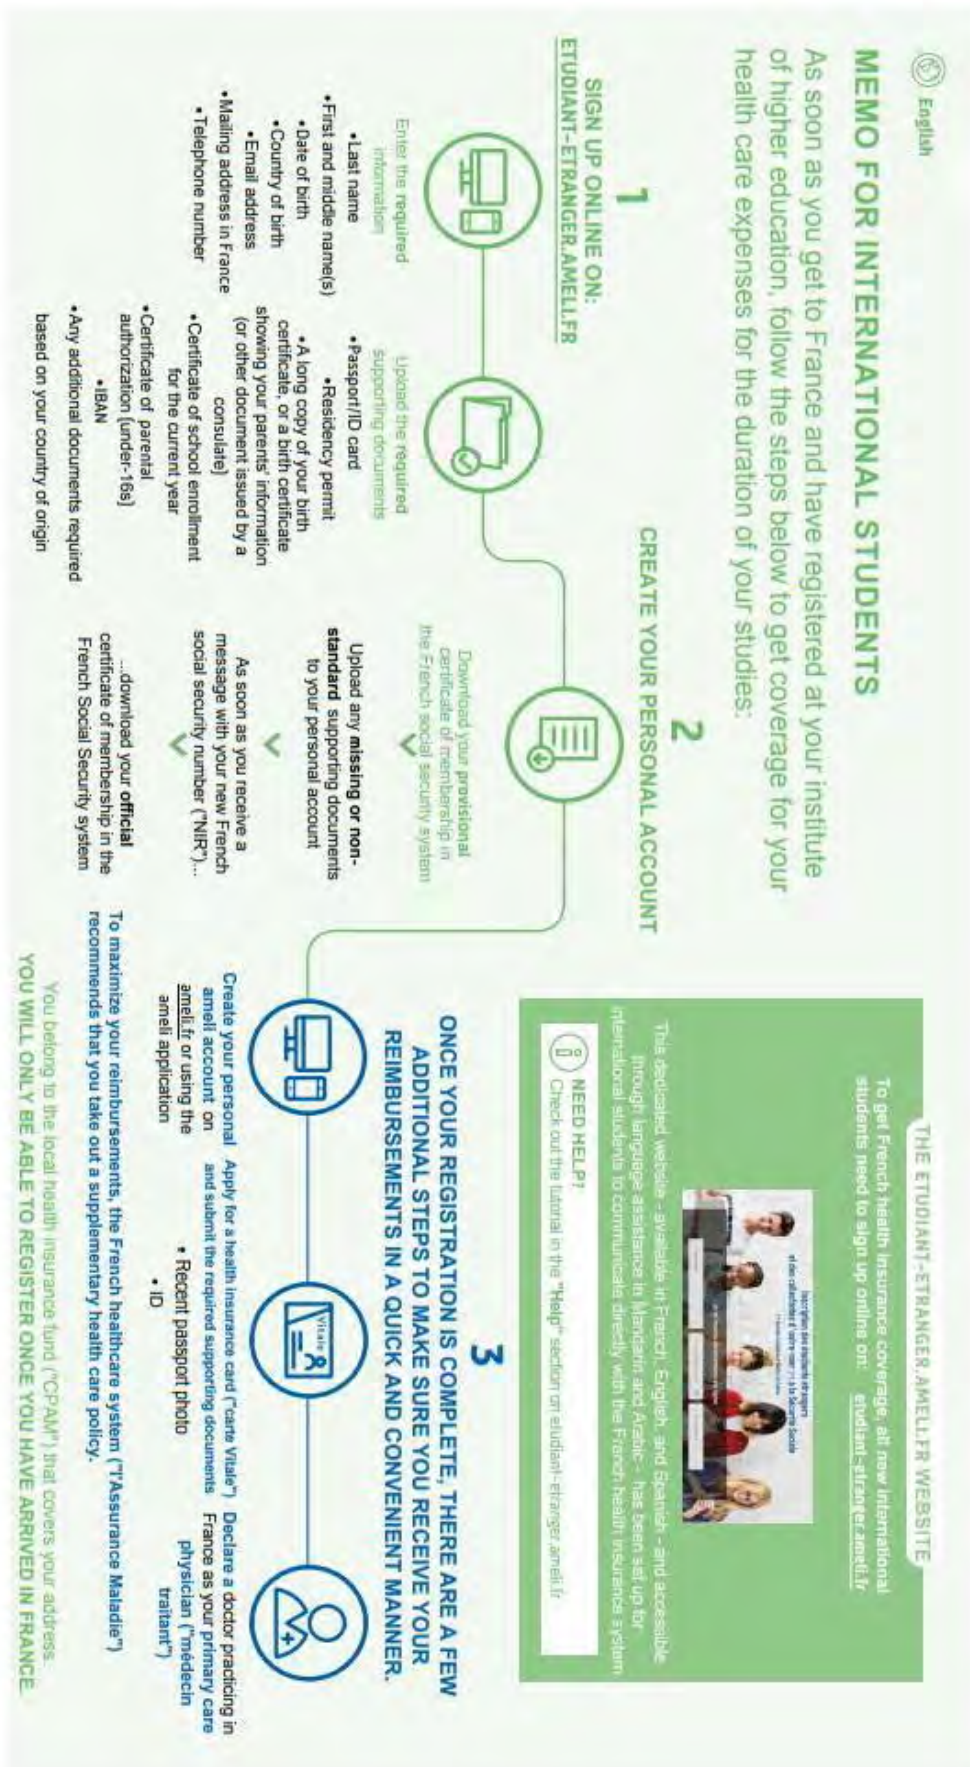 English
MEMO FOR INTERNATIONAL STUDENTS
As soon as you get to France and have registered at your institute
of higher education, follow the steps below to get coverage for your
health care expenses for the duration of your studies:
1
SIGN UP ONLINE ON:
ETUDIANT-ETRANGER.AMELI.FR
Enter the required
information
•Last name
•First and middle name(s)
•Date of birth
•Country of birth
•Email address
•Mailing address in France
•Telephone number
Upload the required
supporting documents
•Passport/ID card
•Residency permit
•A long copy of your birth
certificate, or a birth certificate
showing your parents' information
(or other document issued by a
consulate)
•Certificate of school enrollment
for the current year
•Certificate of parental
authorization (under-16s)
•IBAN
•Any additional documents required
based on your country of origin
2
CREATE YOUR PERSONAL ACCOUNT
Download your provisional
certificate of membership in
the French social security system
Upload any missing or non-
standard supporting documents
to your personal account
As soon as you receive a
message with your new French
social security number ("NIR")...
....download your official
certificate of membership in the
French Social Security system
THE ETUDIANT-ETRANGER.AMELI.FR WEBSITE
To get French health insurance coverage, all new international
students need to sign up online on: etudiant-etranger.ameli.fr
Inscription des étudiants étrangers
à la Sécurité Sociale
This dedicated website - available in French, English, and Spanish - and accessible
through language assistance in Mandarin and Arabic - has been set up for
international students to communicate directly with the French health insurance system
NEED HELP?
Check out the tutorial in the "Help" section on etudiant-etranger.ameli.fr
3
ONCE YOUR REGISTRATION IS COMPLETE, THERE ARE A FEW
ADDITIONAL STEPS TO MAKE SURE YOU RECEIVE YOUR
REIMBURSEMENTS IN A QUICK AND CONVENIENT MANNER.
Create your personal
ameli account on
ameli.fr or using the
ameli application
Vitale
Apply for a health insurance card ("carte Vitale")
and submit the required supporting documents
• Recent passport photo
• ID
Declare a doctor practicing in
France as your primary care
physician ("médecin
traitant")
To maximize your reimbursements, the French healthcare system ("l'Assurance Maladie")
recommends that you take out a supplementary health care policy.
You belong to the local health insurance fund ("CPAM") that covers your address.
YOU WILL ONLY BE ABLE TO REGISTER ONCE YOU HAVE ARRIVED IN FRANCE